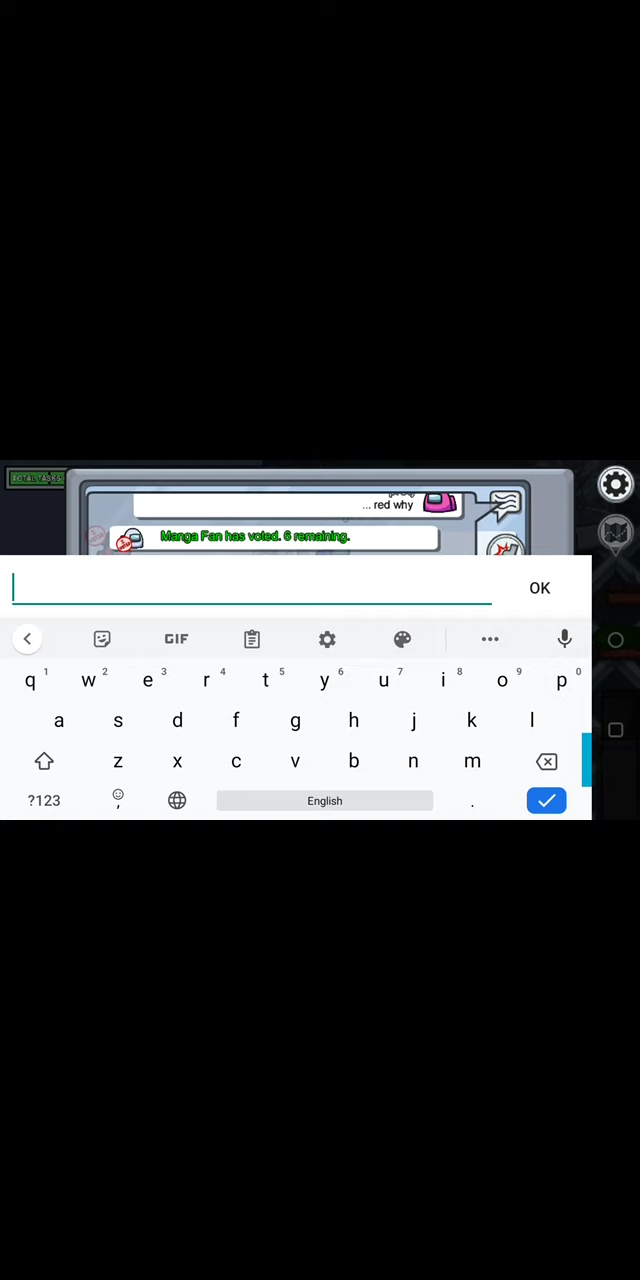 TOTAL TASKS
... red why
Manga Fan has voted. 6 remaining.
OK
GIF
q 1 w 2 e 3 r 4 t 5 y 6 u 7 i 8 o 9 p 0
a s d f g h j k l
z x c v b n m
?123 , English .